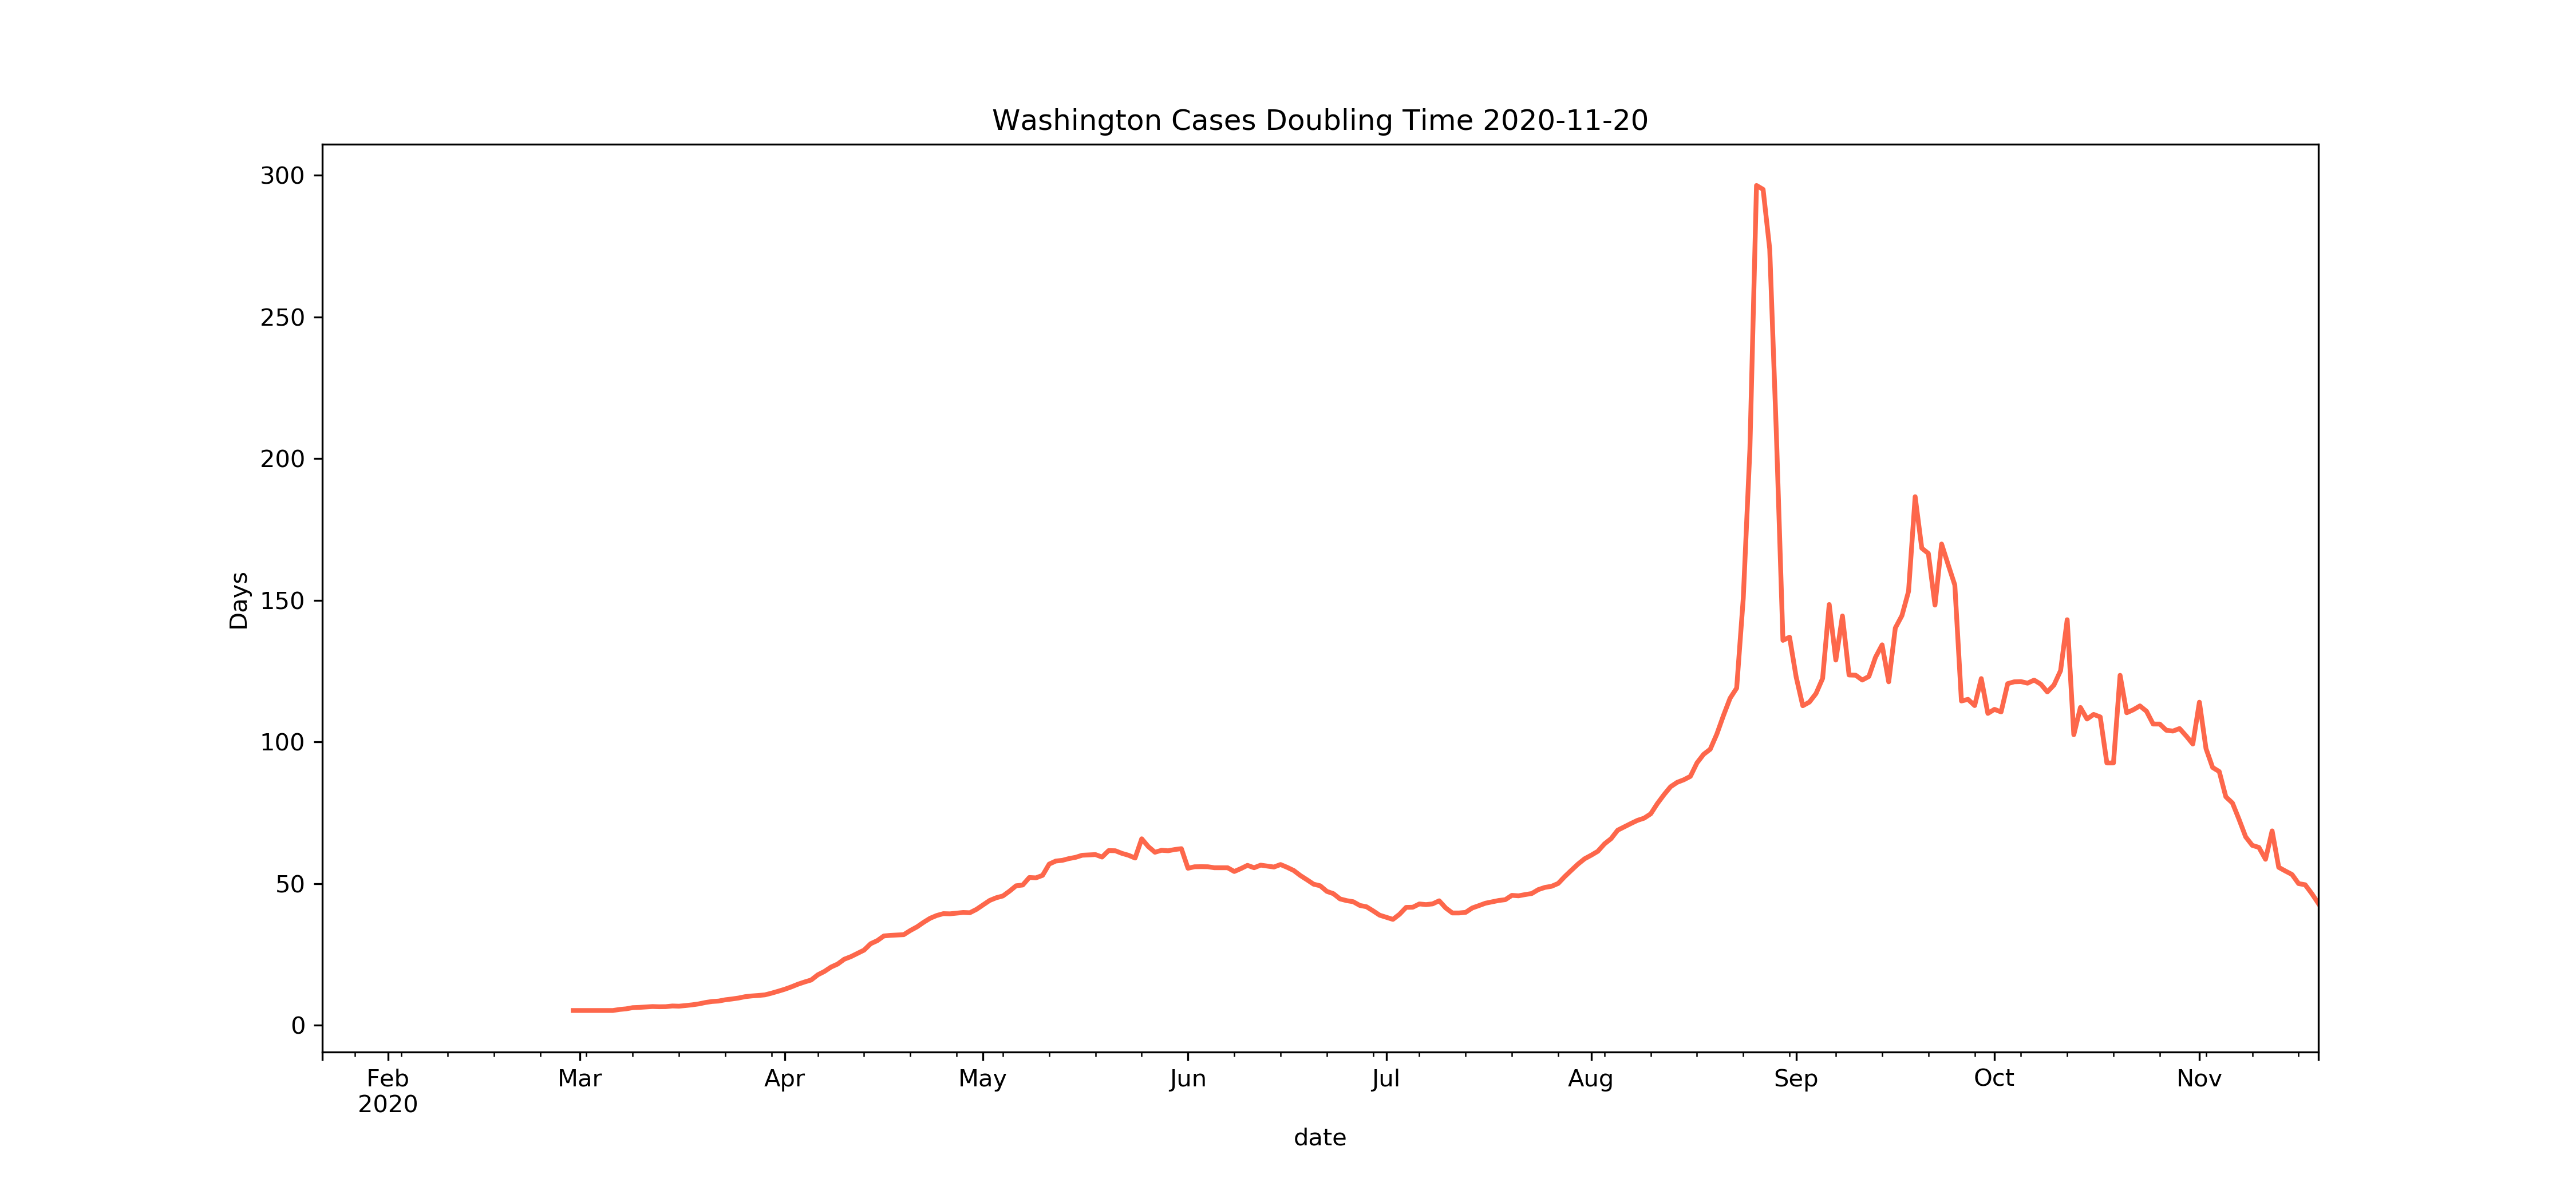 Washington Cases Doubling Time 2020-11-20
300
250
200
150
100
50
0
Days
Feb Mar Apr May Jun Jul Aug Sep Oct Nov
2020
date